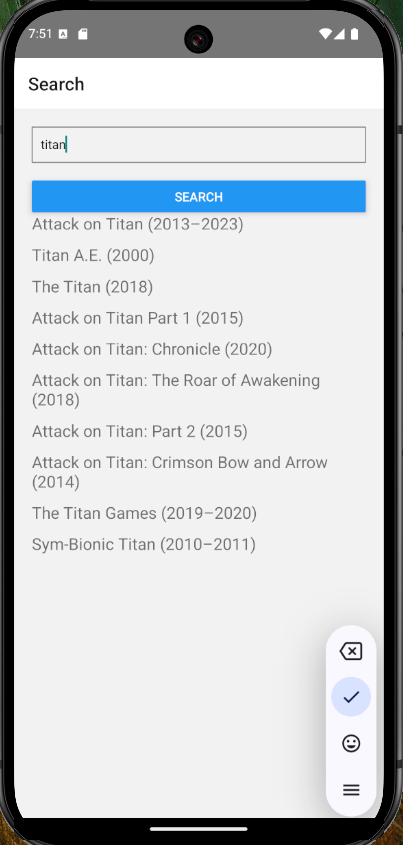 7:51
Search
titan
SEARCH
Attack on Titan (2013–2023)
Titan A.E. (2000)
The Titan (2018)
Attack on Titan Part 1 (2015)
Attack on Titan: Chronicle (2020)
Attack on Titan: The Roar of Awakening
(2018)
Attack on Titan: Part 2 (2015)
Attack on Titan: Crimson Bow and Arrow
(2014)
The Titan Games (2019–2020)
Sym-Bionic Titan (2010–2011)